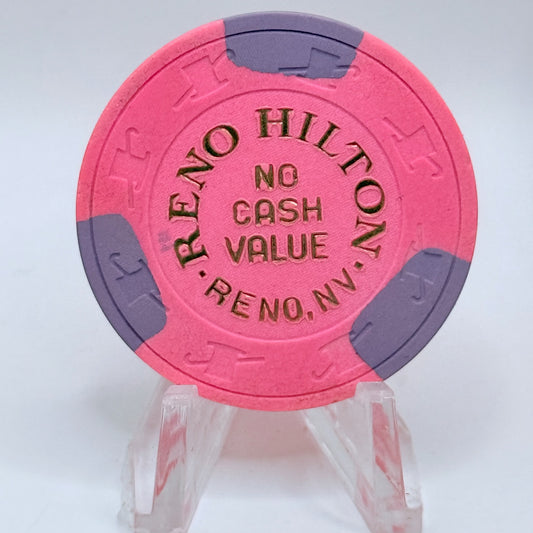 RENO HILTON
NO
CASH
VALUE
· RENO, NV ·